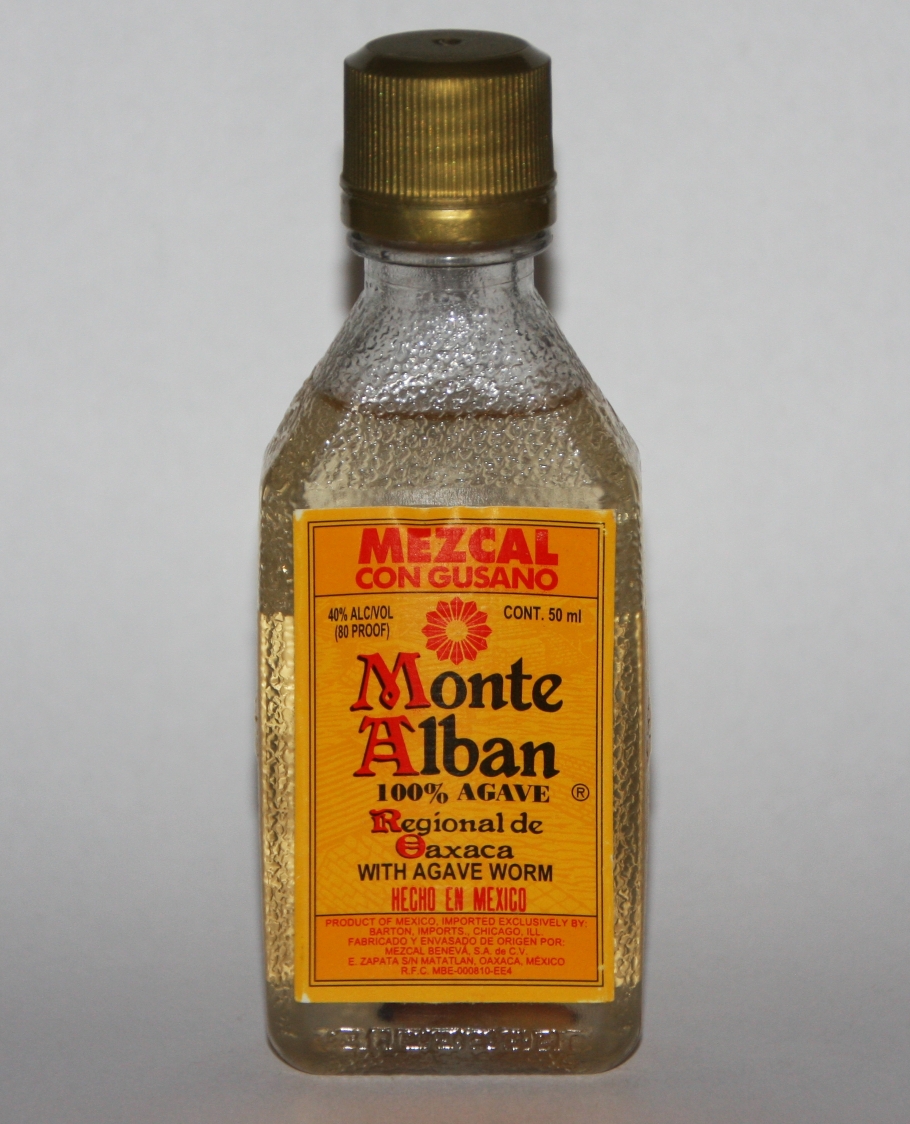 MEZCAL
CON GUSANO
40% ALC/VOL
(80 PROOF)
CONT. 50 ml
Monte
Alban
100% AGAVE ®
Regional de
Oaxaca
WITH AGAVE WORM
HECHO EN MEXICO
PRODUCT OF MEXICO, IMPORTED EXCLUSIVELY BY:
BARTON, IMPORTS., CHICAGO, ILL.
FABRICADO Y ENVASADO DE ORIGEN POR:
MEZCAL BENEVÁ, S.A. de C.V.
E. ZAPATA S/N MATATLAN, OAXACA, MÉXICO
R.F.C. MBE-000810-EE4